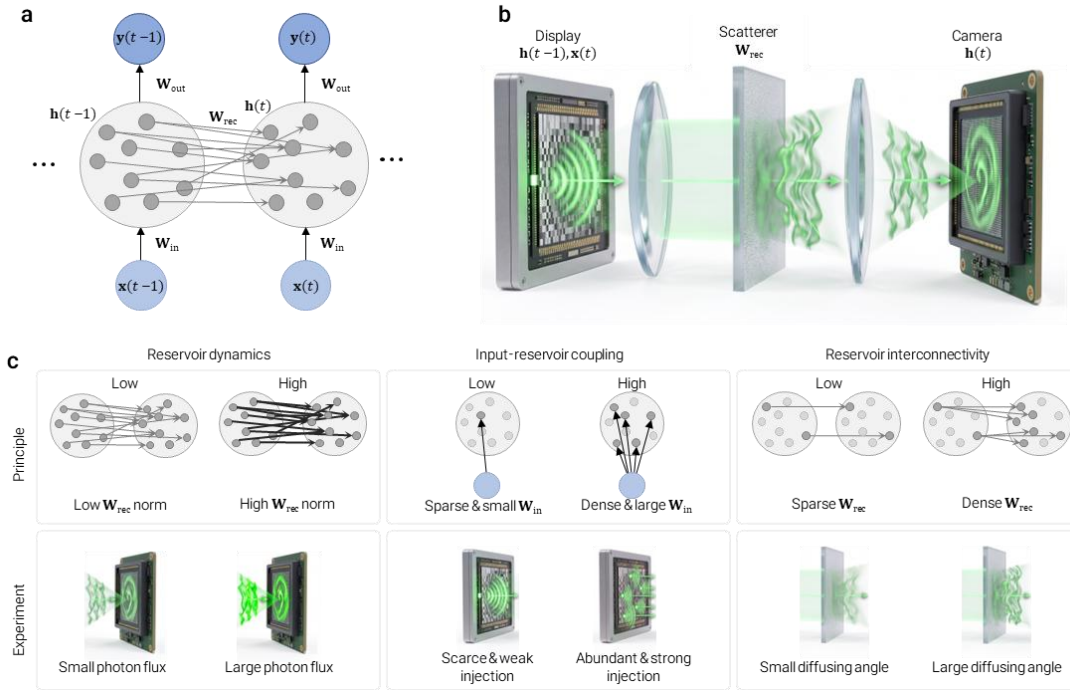 a
y(t−1)
y(t)
W_out
W_out
h(t−1)
h(t)
W_rec
...
...
W_in
W_in
x(t−1)
x(t)
b
Display
h(t−1), x(t)
Scatterer
W_rec
Camera
h(t)
c
Reservoir dynamics
Input-reservoir coupling
Reservoir interconnectivity
Principle
Low
High
Low W_rec norm
High W_rec norm
Low
High
Sparse & small W_in
Dense & large W_in
Low
High
Sparse W_rec
Dense W_rec
Experiment
Small photon flux
Large photon flux
Scarce & weak
injection
Abundant & strong
injection
Small diffusing angle
Large diffusing angle